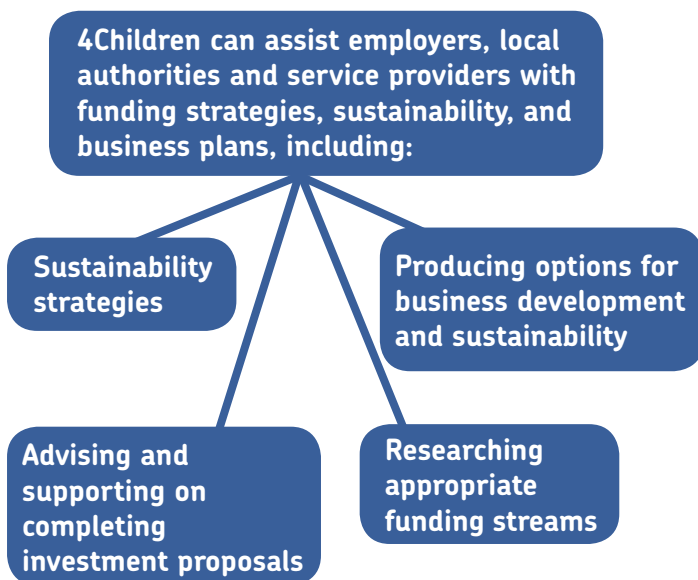 4Children can assist employers, local
authorities and service providers with
funding strategies, sustainability, and
business plans, including:
Sustainability
strategies
Producing options for
business development
and sustainability
Advising and
supporting on
completing
investment proposals
Researching
appropriate
funding streams